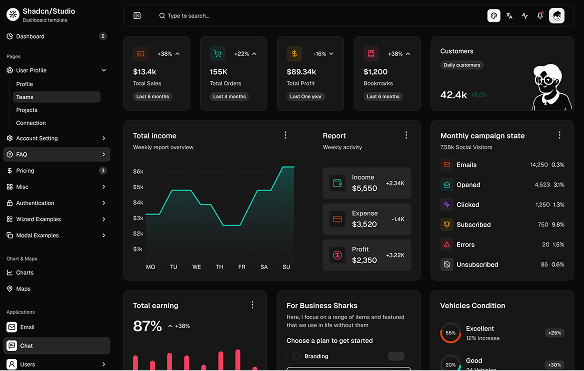 Shadcn/Studio
Dashboard template
Dashboard
5
Pages
User Profile
Profile
Teams
Projects
Connection
Account Setting
FAQ
Pricing
3
Misc
Authentication
Wizard Examples
Modal Examples
Chart & Maps
Charts
Maps
Applications
Email
Chat
Users
Type to search...
+38%
$13.4k
Total Sales
Last 6 months
+22%
155K
Total Orders
Last 4 months
-16%
$89.34k
Total Profit
Last One year
+38%
$1,200
Bookmarks
Last 6 months
Customers
Daily customers
42.4k
+9.2%
Total income
Weekly report overview
$6k
$5k
$4k
$3k
$2k
$1k
MO
TU
WE
TH
FR
SA
SU
Report
Weekly activity
Income
$5,550
+2.34K
Expense
$3,520
-1.4K
Profit
$2,350
+3.22K
Monthly campaign state
7.58k Social Visitors
Emails
14,250 0.3%
Opened
4,523 3.1%
Clicked
1,250 1.3%
Subscribed
750 9.8%
Errors
20 1.5%
Unsubscribed
86 0.6%
Total earning
87%
+38%
For Business Sharks
Here, I focus on a range of items and featured
that we use in life without them
Choose a plan to get started
Branding
Vehicles Condition
55%
Excellent
12% increase
+25%
20%
Good
+30%